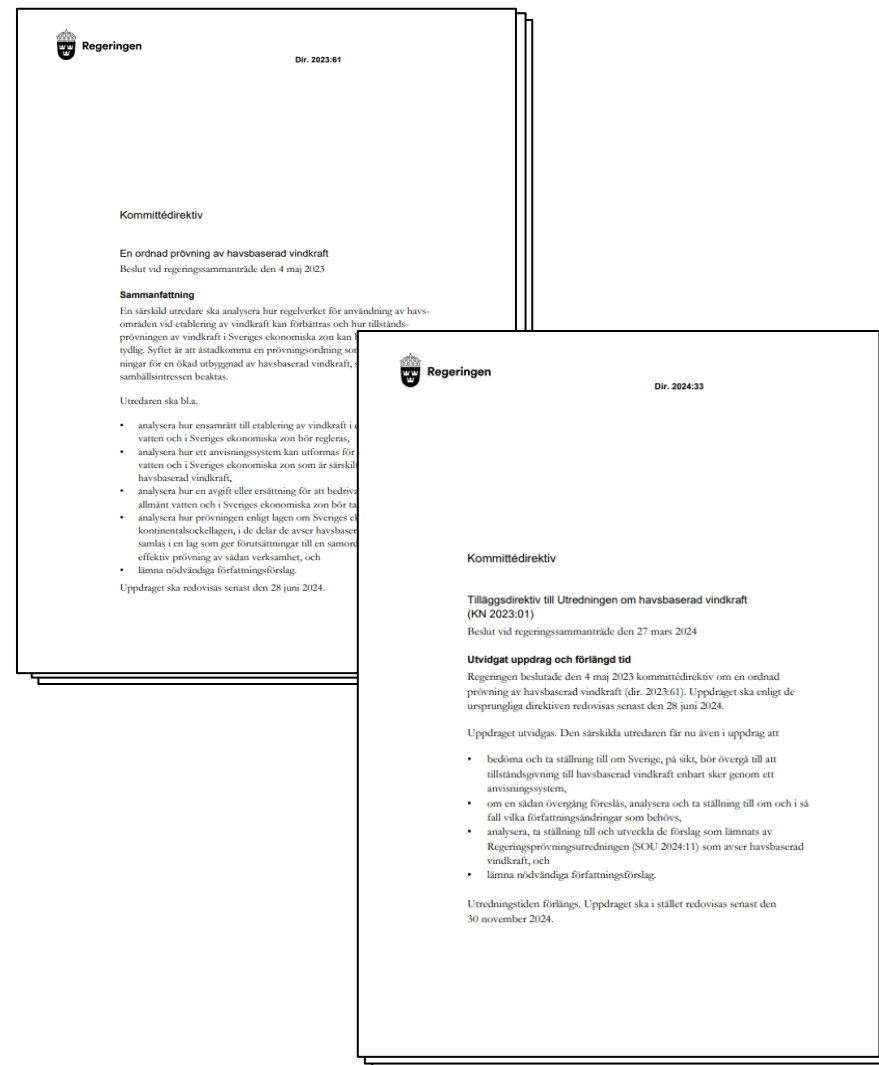 Regeringen
Dir. 2023:61
Kommittédirektiv
En ordnad prövning av havsbaserad vindkraft
Beslut vid regeringssammanträde den 4 maj 2023
Sammanfattning
En särskild utredare ska analysera hur regelverket för användning av havs-
områden vid etablering av vindkraft kan förbättras och hur tillstånds-
prövningen av vindkraft i Sveriges ekonomiska zon kan
tydlig. Syftet är att åstadkomma en prövningsordning
ningar för en ökad utbyggnad av havsbaserad vindkraft,
samhällsintressen beaktas.
Utredaren ska bl.a.
• analysera hur ensamrätt till etablering av vindkraft i
vatten och i Sveriges ekonomiska zon bör regleras,
• analysera hur ett anvisningssystem kan utformas för
vatten och i Sveriges ekonomiska zon som är
havsbaserad vindkraft,
• analysera hur en avgift eller ersättning för att
allmänt vatten och i Sveriges ekonomiska zon bör
• analysera hur prövningen enligt lagen om Sveriges
kontinentalsockellagen, i de delar de avser
samlas i en lag som ger förutsättningar till en
effektiv prövning av sådan verksamhet, och
• lämna nödvändiga författningsförslag.
Uppdraget ska redovisas senast den 28 juni 2024.
Regeringen
Dir. 2024:33
Kommittédirektiv
Tilläggsdirektiv till Utredningen om havsbaserad vindkraft
(KN 2023:01)
Beslut vid regeringssammanträde den 27 mars 2024
Utvidgat uppdrag och förlängd tid
Regeringen beslutade den 4 maj 2023 kommittédirektiv om en ordnad
prövning av havsbaserad vindkraft (dir. 2023:61). Uppdraget ska enligt de
ursprungliga direktiven redovisas senast den 28 juni 2024.
Uppdraget utvidgas. Den särskilda utredaren får nu även i uppdrag att
• bedöma och ta ställning till om Sverige, på sikt, bör övergå till att
tillståndsgivning till havsbaserad vindkraft enbart sker genom ett
anvisningssystem,
• om en sådan övergång föreslås, analysera och ta ställning till om och i så
fall vilka författningsändringar som behövs,
• analysera, ta ställning till och utveckla de förslag som lämnats av
Regeringsprövningsutredningen (SOU 2024:11) som avser havsbaserad
vindkraft, och
• lämna nödvändiga författningsförslag.
Utredningstiden förlängs. Uppdraget ska i stället redovisas senast den
30 november 2024.